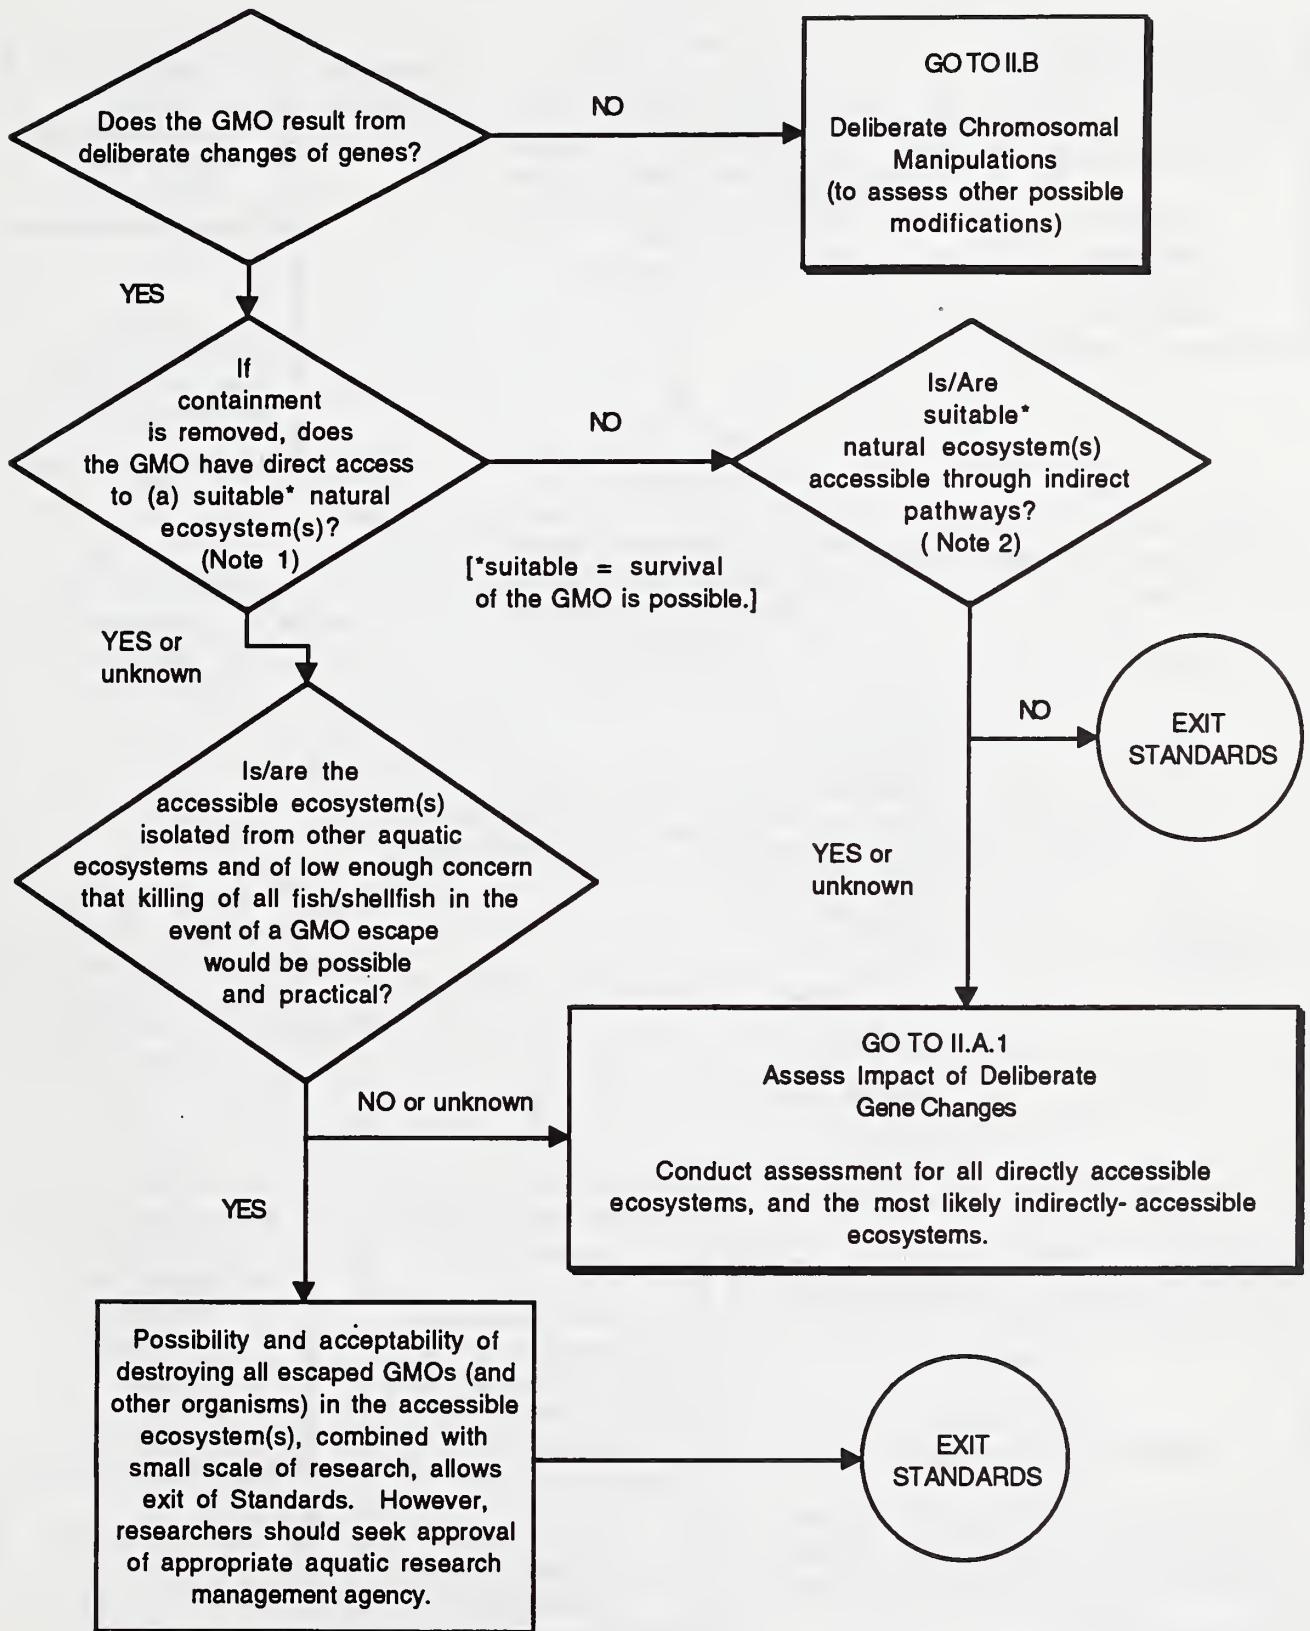 Does the GMO result from
deliberate changes of genes?
NO
GO TO II.B
Deliberate Chromosomal
Manipulations
(to assess other possible
modifications)
YES
If
containment
is removed, does
the GMO have direct access
to (a) suitable* natural
ecosystem(s)?
(Note 1)
NO
Is/Are
suitable*
natural ecosystem(s)
accessible through indirect
pathways?
( Note 2)
[*suitable = survival
of the GMO is possible.]
YES or
unknown
NO
EXIT
STANDARDS
Is/are the
accessible ecosystem(s)
isolated from other aquatic
ecosystems and of low enough concern
that killing of all fish/shellfish in the
event of a GMO escape
would be possible
and practical?
YES or
unknown
NO or unknown
GO TO II.A.1
Assess Impact of Deliberate
Gene Changes
Conduct assessment for all directly accessible
ecosystems, and the most likely indirectly- accessible
ecosystems.
YES
Possibility and acceptability of
destroying all escaped GMOs (and
other organisms) in the accessible
ecosystem(s), combined with
small scale of research, allows
exit of Standards. However,
researchers should seek approval
of appropriate aquatic research
management agency.
EXIT
STANDARDS